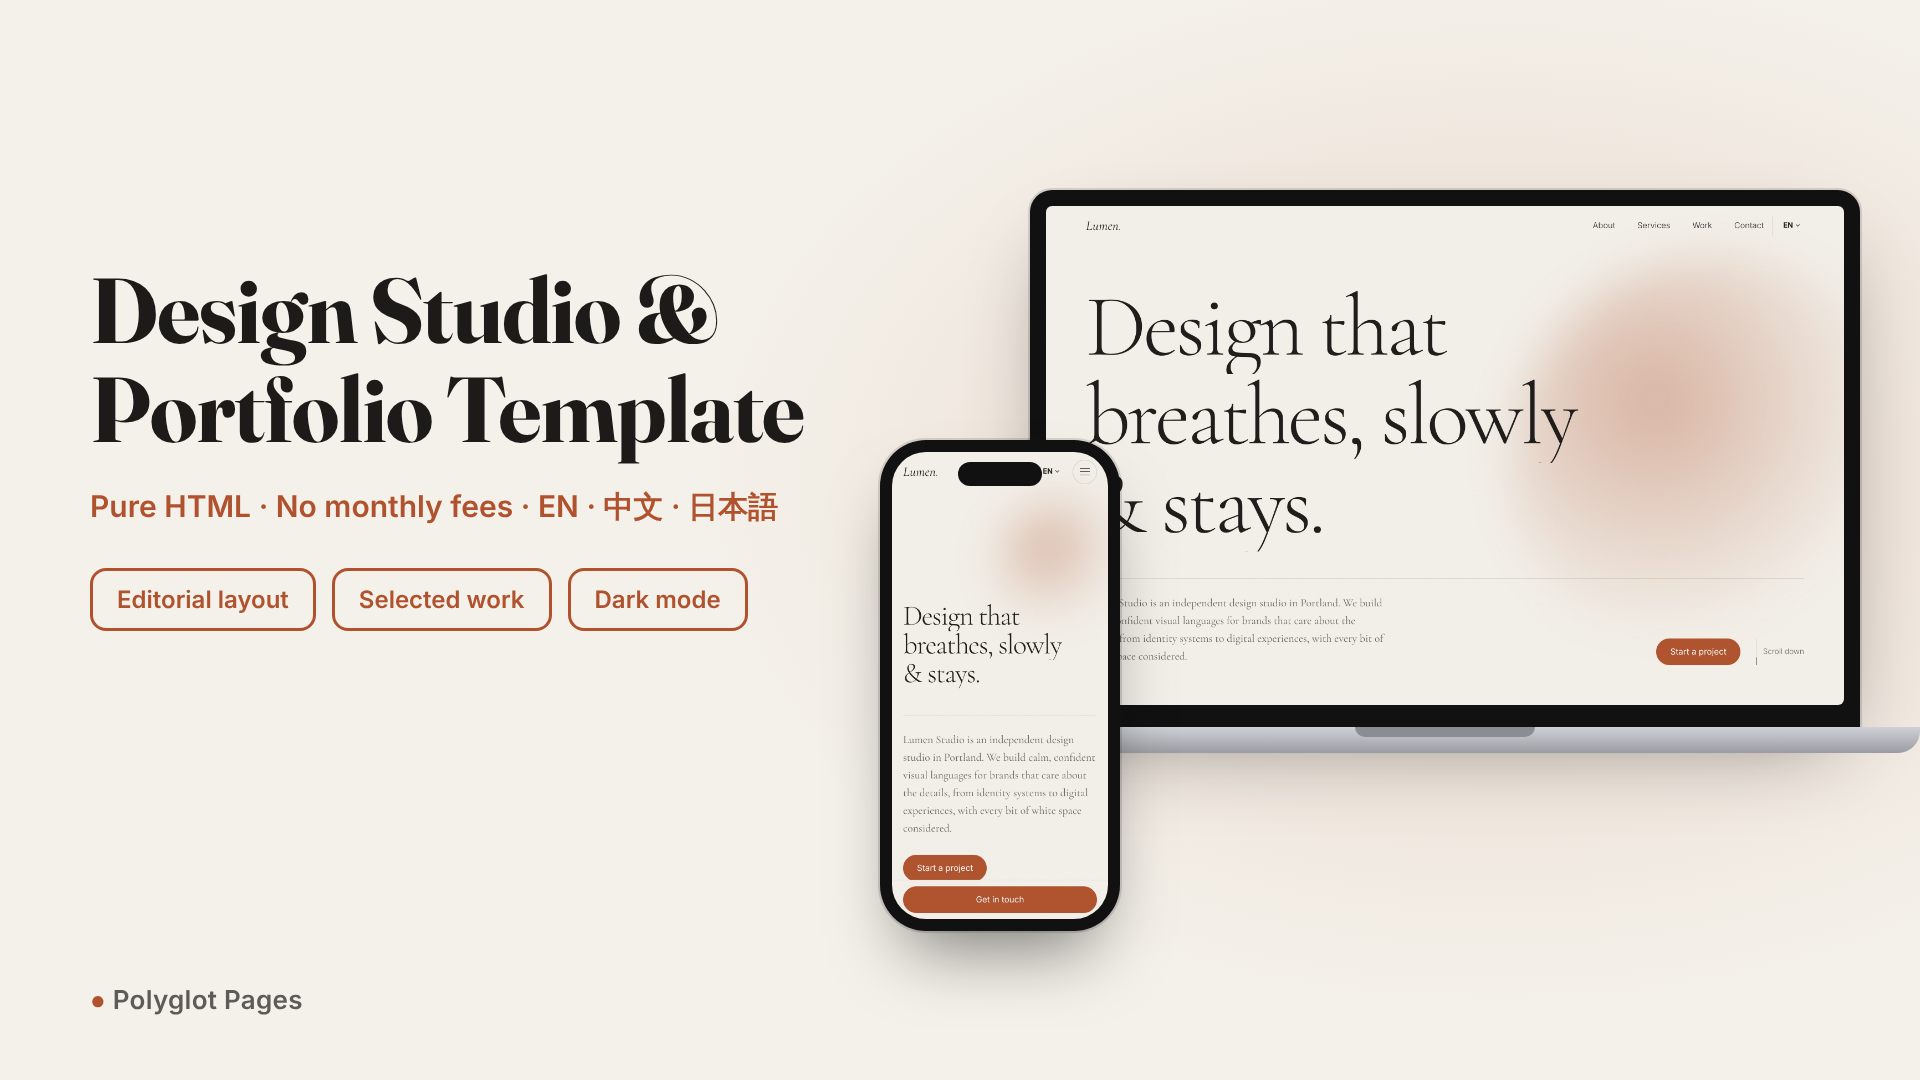 Design Studio &
Portfolio Template
Pure HTML · No monthly fees · EN · 中文 · 日本語
Editorial layout
Selected work
Dark mode
Polyglot Pages
Lumen.
About
Services
Work
Contact
EN
Design that
breathes, slowly
& stays.
Studio is an independent design studio in Portland. We build
visual languages for brands that care about the
from identity systems to digital experiences, with every bit of
considered.
Start a project
Scroll down
Lumen.
EN
Design that
breathes, slowly
& stays.
Lumen Studio is an independent design
studio in Portland. We build calm, confident
visual languages for brands that care about
the details, from identity systems to digital
experiences, with every bit of white space
considered.
Start a project
Get in touch